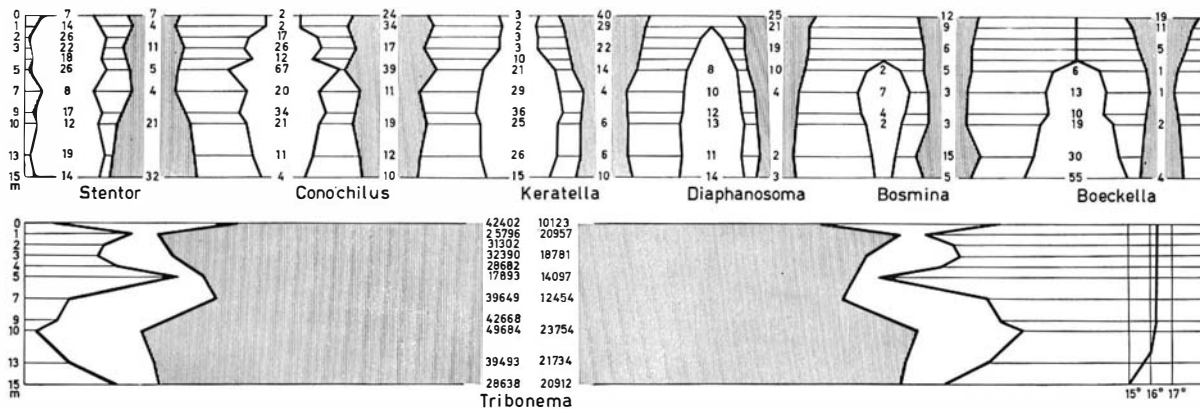 0 7 7 2 24 3 40 25 12 19
1 14 4 2 34 29 21 9 11
2 26 17 3
3 22 11 26 17 3 22 19 6 5
4 18 12 10
5 26 5 67 39 21 14 8 10 2 5 6 1
7 8 4 20 11 29 4 10 3 7 3 13 1
9 17 34 36 12 4 10
10 12 21 21 19 25 6 13 3 2 3 19 2
13 19 11 12 26 6 11 2 15 30
15 14 32 4 10 15 10 14 3 5 55 4
m Stentor Conochilus Keratella Diaphanosoma Bosmina Boeckella
0 42402 10123
1 25796 20957
2 31302
3 32390 18781
4 28682
5 17893 14097
7 39649 12454
9 42668
10 49684 23754
13 39493 21734
15 28638 20912
m Tribonema 15° 16° 17°